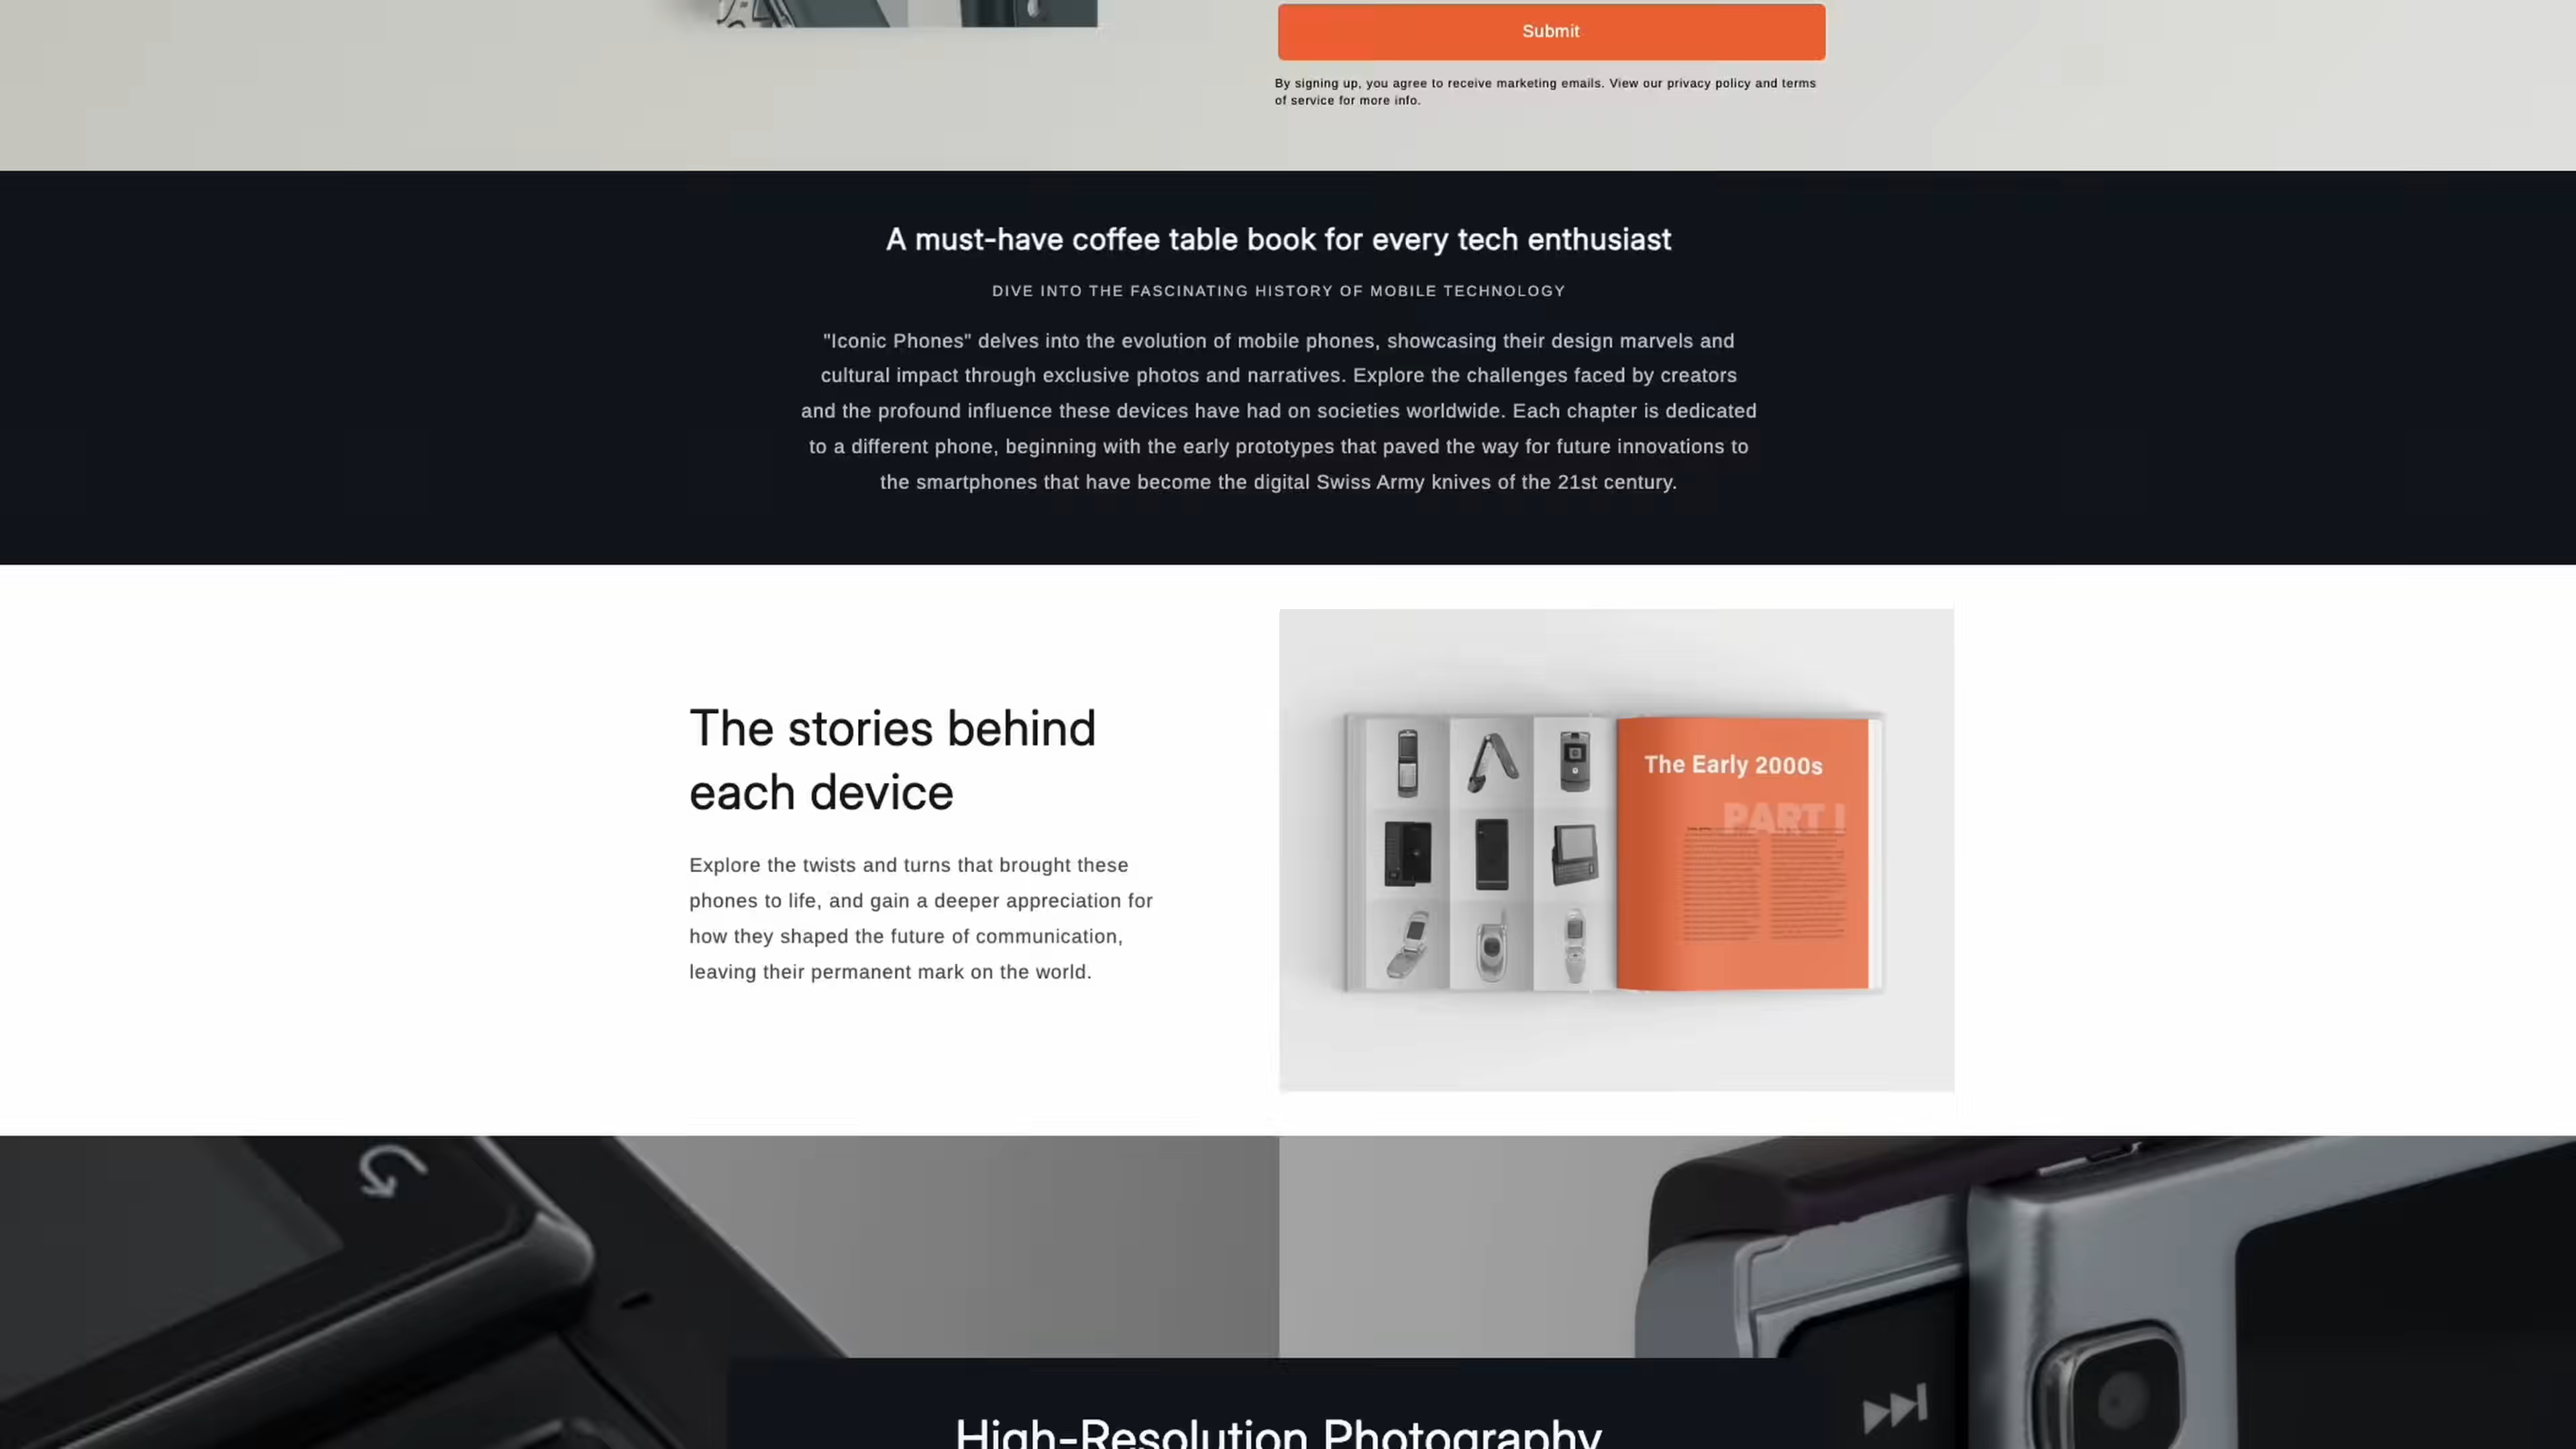 Submit
By signing up, you agree to receive marketing emails. View our privacy policy and terms
of service for more info.
A must-have coffee table book for every tech enthusiast
DIVE INTO THE FASCINATING HISTORY OF MOBILE TECHNOLOGY
"Iconic Phones" delves into the evolution of mobile phones, showcasing their design marvels and
cultural impact through exclusive photos and narratives. Explore the challenges faced by creators
and the profound influence these devices have had on societies worldwide. Each chapter is dedicated
to a different phone, beginning with the early prototypes that paved the way for future innovations to
the smartphones that have become the digital Swiss Army knives of the 21st century.
The stories behind
each device
Explore the twists and turns that brought these
phones to life, and gain a deeper appreciation for
how they shaped the future of communication,
leaving their permanent mark on the world.
The Early 2000s
PART I
High-Resolution Photography